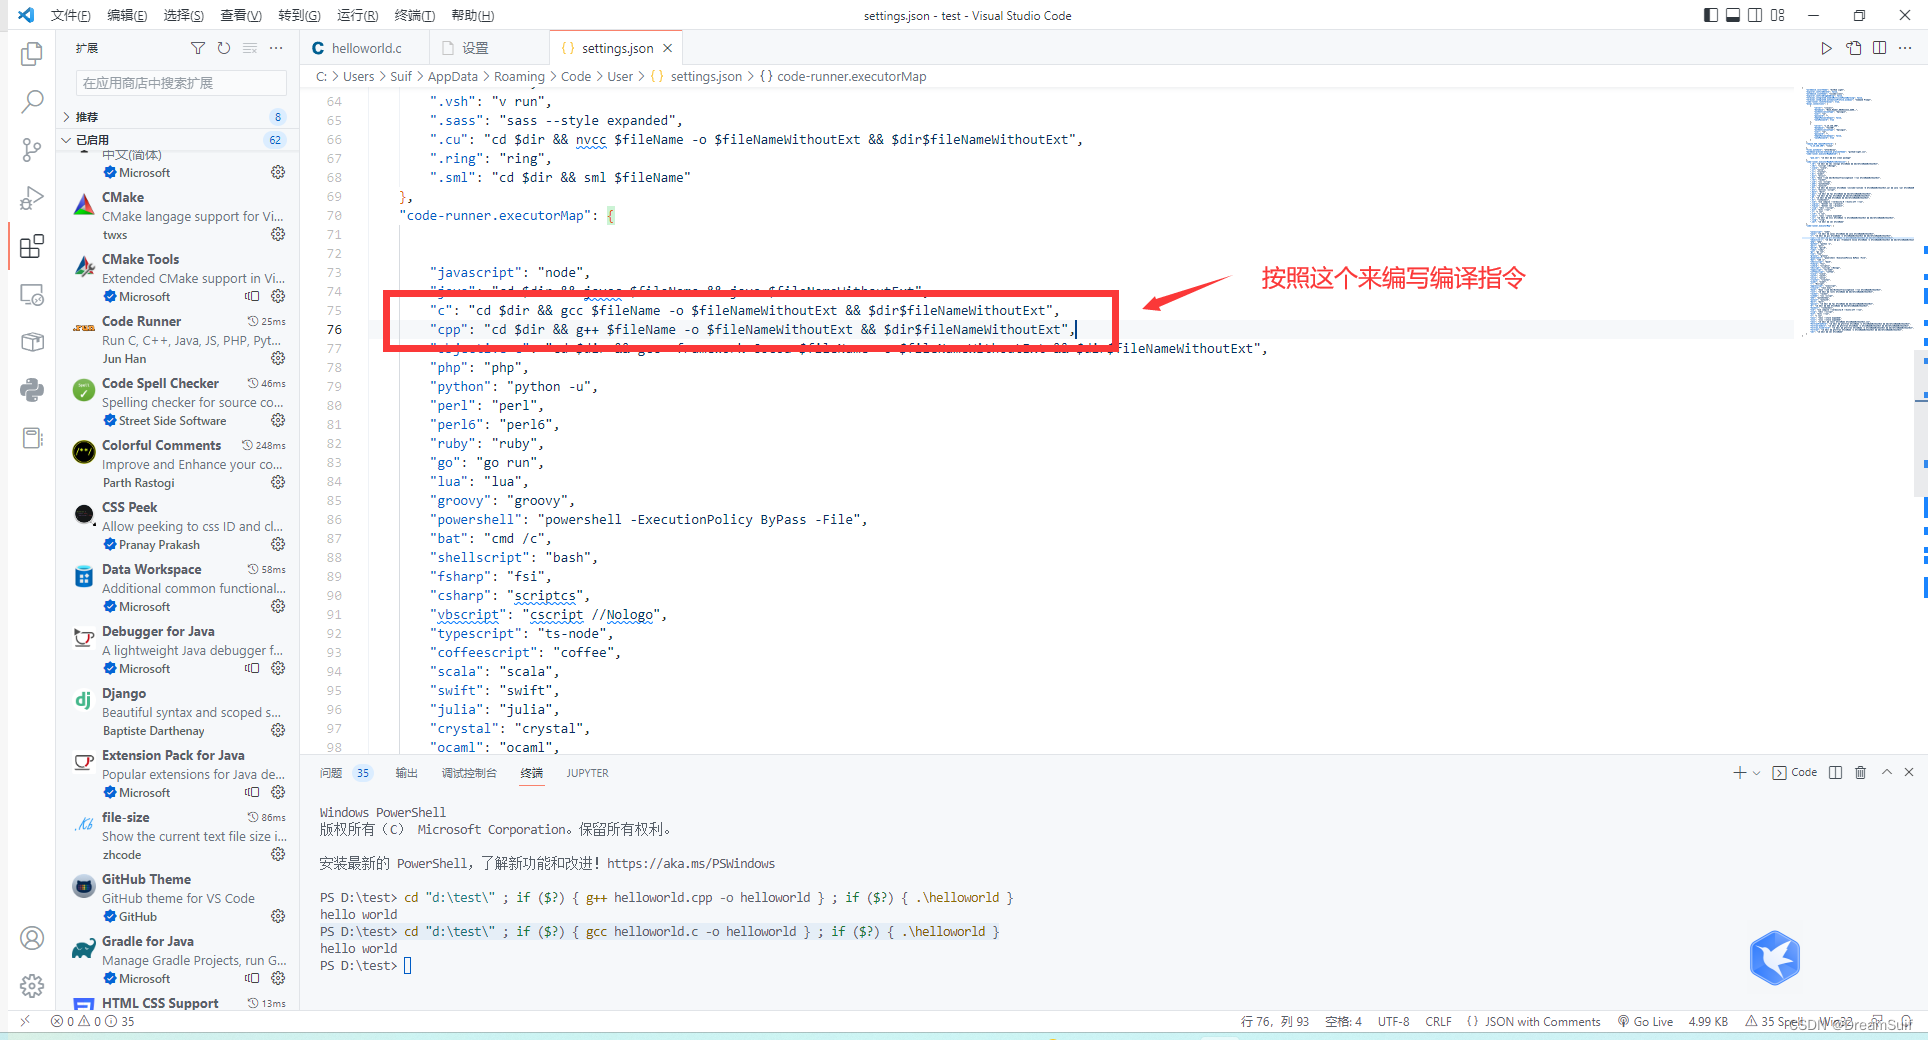 文件(F) 编辑(E) 选择(S) 查看(V) 转到(G) 运行(R) 终端(T) 帮助(H)
settings.json - test - Visual Studio Code
扩展
在应用商店中搜索扩展
推荐 8
已启用 62
中文(简体)
Microsoft
CMake
CMake langage support for Vi...
twxs
CMake Tools
Extended CMake support in Vi...
Microsoft
Code Runner 25ms
Run C, C++, Java, JS, PHP, Pyt...
Jun Han
Code Spell Checker 46ms
Spelling checker for source co...
Street Side Software
Colorful Comments 248ms
Improve and Enhance your co...
Parth Rastogi
CSS Peek
Allow peeking to css ID and cl...
Pranay Prakash
Data Workspace 58ms
Additional common functional...
Microsoft
Debugger for Java
A lightweight Java debugger f...
Microsoft
Django
Beautiful syntax and scoped s...
Baptiste Darthenay
Extension Pack for Java
Popular extensions for Java de...
Microsoft
file-size 86ms
Show the current text file size i...
zhcode
GitHub Theme
GitHub theme for VS Code
GitHub
Gradle for Java
Manage Gradle Projects, run G...
Microsoft
HTML CSS Support 13ms
helloworld.c 设置 settings.json
C: > Users > Suif > AppData > Roaming > Code > User > {} settings.json > {} code-runner.executorMap
64 ".vsh": "v run",
65 ".sass": "sass --style expanded",
66 ".cu": "cd $dir && nvcc $fileName -o $fileNameWithoutExt && $dir$fileNameWithoutExt",
67 ".ring": "ring",
68 ".sml": "cd $dir && sml $fileName"
69 },
70 "code-runner.executorMap": {
71
72
73 "javascript": "node",
74 "java": "cd $dir && javac $fileName && java $fileNameWithoutExt",
75 "c": "cd $dir && gcc $fileName -o $fileNameWithoutExt && $dir$fileNameWithoutExt",
76 "cpp": "cd $dir && g++ $fileName -o $fileNameWithoutExt && $dir$fileNameWithoutExt",
77 "objective-c": "cd $dir && gcc -framework Cocoa $fileName -o $fileNameWithoutExt && $dir$fileNameWithoutExt",
78 "php": "php",
79 "python": "python -u",
80 "perl": "perl",
81 "perl6": "perl6",
82 "ruby": "ruby",
83 "go": "go run",
84 "lua": "lua",
85 "groovy": "groovy",
86 "powershell": "powershell -ExecutionPolicy ByPass -File",
87 "bat": "cmd /c",
88 "shellscript": "bash",
89 "fsharp": "fsi",
90 "csharp": "scriptcs",
91 "vbscript": "cscript //Nologo",
92 "typescript": "ts-node",
93 "coffeescript": "coffee",
94 "scala": "scala",
95 "swift": "swift",
96 "julia": "julia",
97 "crystal": "crystal",
98 "ocaml": "ocaml",
按照这个来编写编译指令
问题 35 输出 调试控制台 终端 JUPYTER
Code
Windows PowerShell
版权所有（C） Microsoft Corporation。保留所有权利。
安装最新的 PowerShell，了解新功能和改进！https://aka.ms/PSWindows
PS D:\test> cd "d:\test\" ; if ($?) { g++ helloworld.cpp -o helloworld } ; if ($?) { .\helloworld }
hello world
PS D:\test> cd "d:\test\" ; if ($?) { gcc helloworld.c -o helloworld } ; if ($?) { .\helloworld }
hello world
PS D:\test>
0 0 35
行 76，列 93 空格: 4 UTF-8 CRLF {} JSON with Comments Go Live 4.99 KB 35 Spell Win32
CSDN @DreamSuif